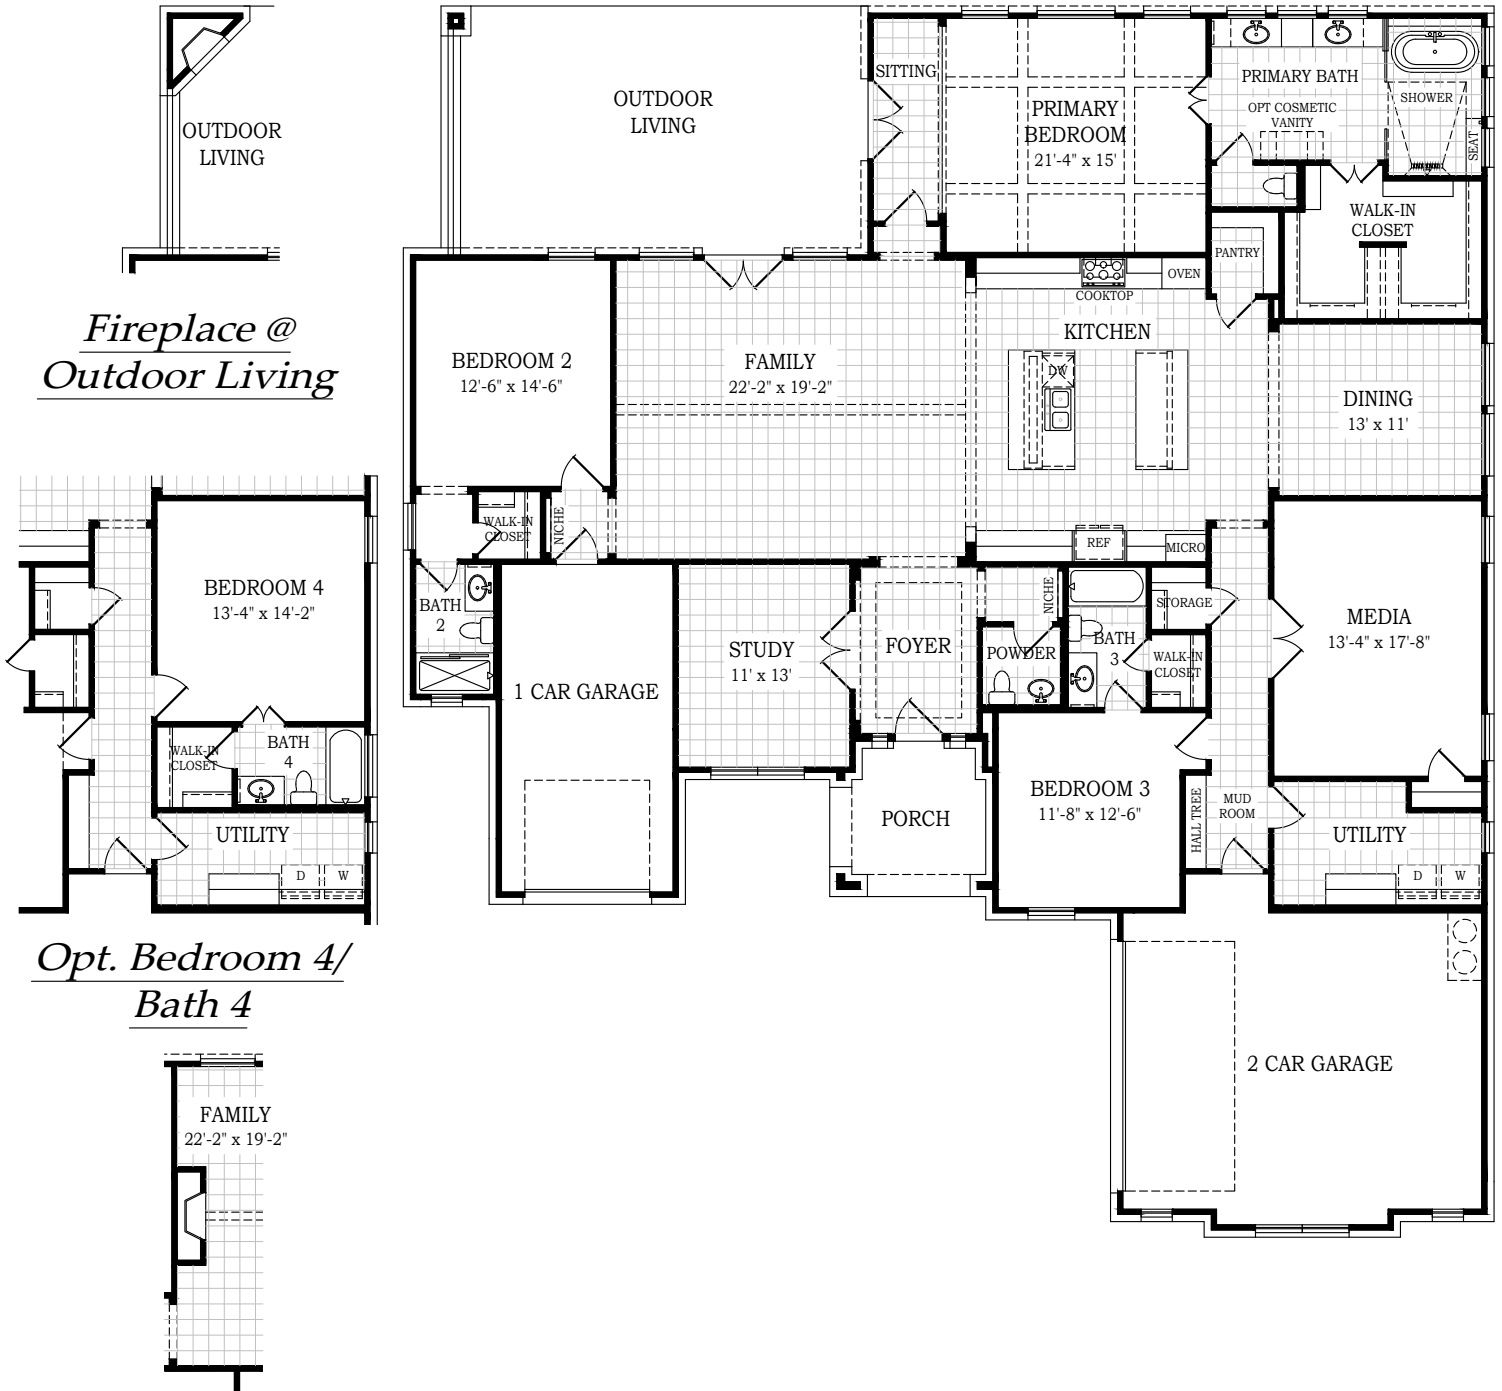 OUTDOOR
LIVING
Fireplace @
Outdoor Living
BEDROOM 4
13'-4" x 14'-2"
WALK-IN
CLOSET
BATH
4
UTILITY
D
W
Opt. Bedroom 4/
Bath 4
FAMILY
22'-2" x 19'-2"
OUTDOOR
LIVING
SITTING
PRIMARY
BEDROOM
21'-4" x 15'
PRIMARY BATH
OPT COSMETIC
VANITY
SHOWER
SEAT
WALK-IN
CLOSET
PANTRY
OVEN
COOKTOP
KITCHEN
DW
BEDROOM 2
12'-6" x 14'-6"
FAMILY
22'-2" x 19'-2"
DINING
13' x 11'
WALK-IN
CLOSET
NICHE
REF
MICRO
BATH
2
1 CAR GARAGE
STUDY
11' x 13'
FOYER
NICHE
POWDER
BATH
3
STORAGE
WALK-IN
CLOSET
MEDIA
13'-4" x 17'-8"
BEDROOM 3
11'-8" x 12'-6"
PORCH
HALL TREE
MUD
ROOM
UTILITY
D
W
2 CAR GARAGE